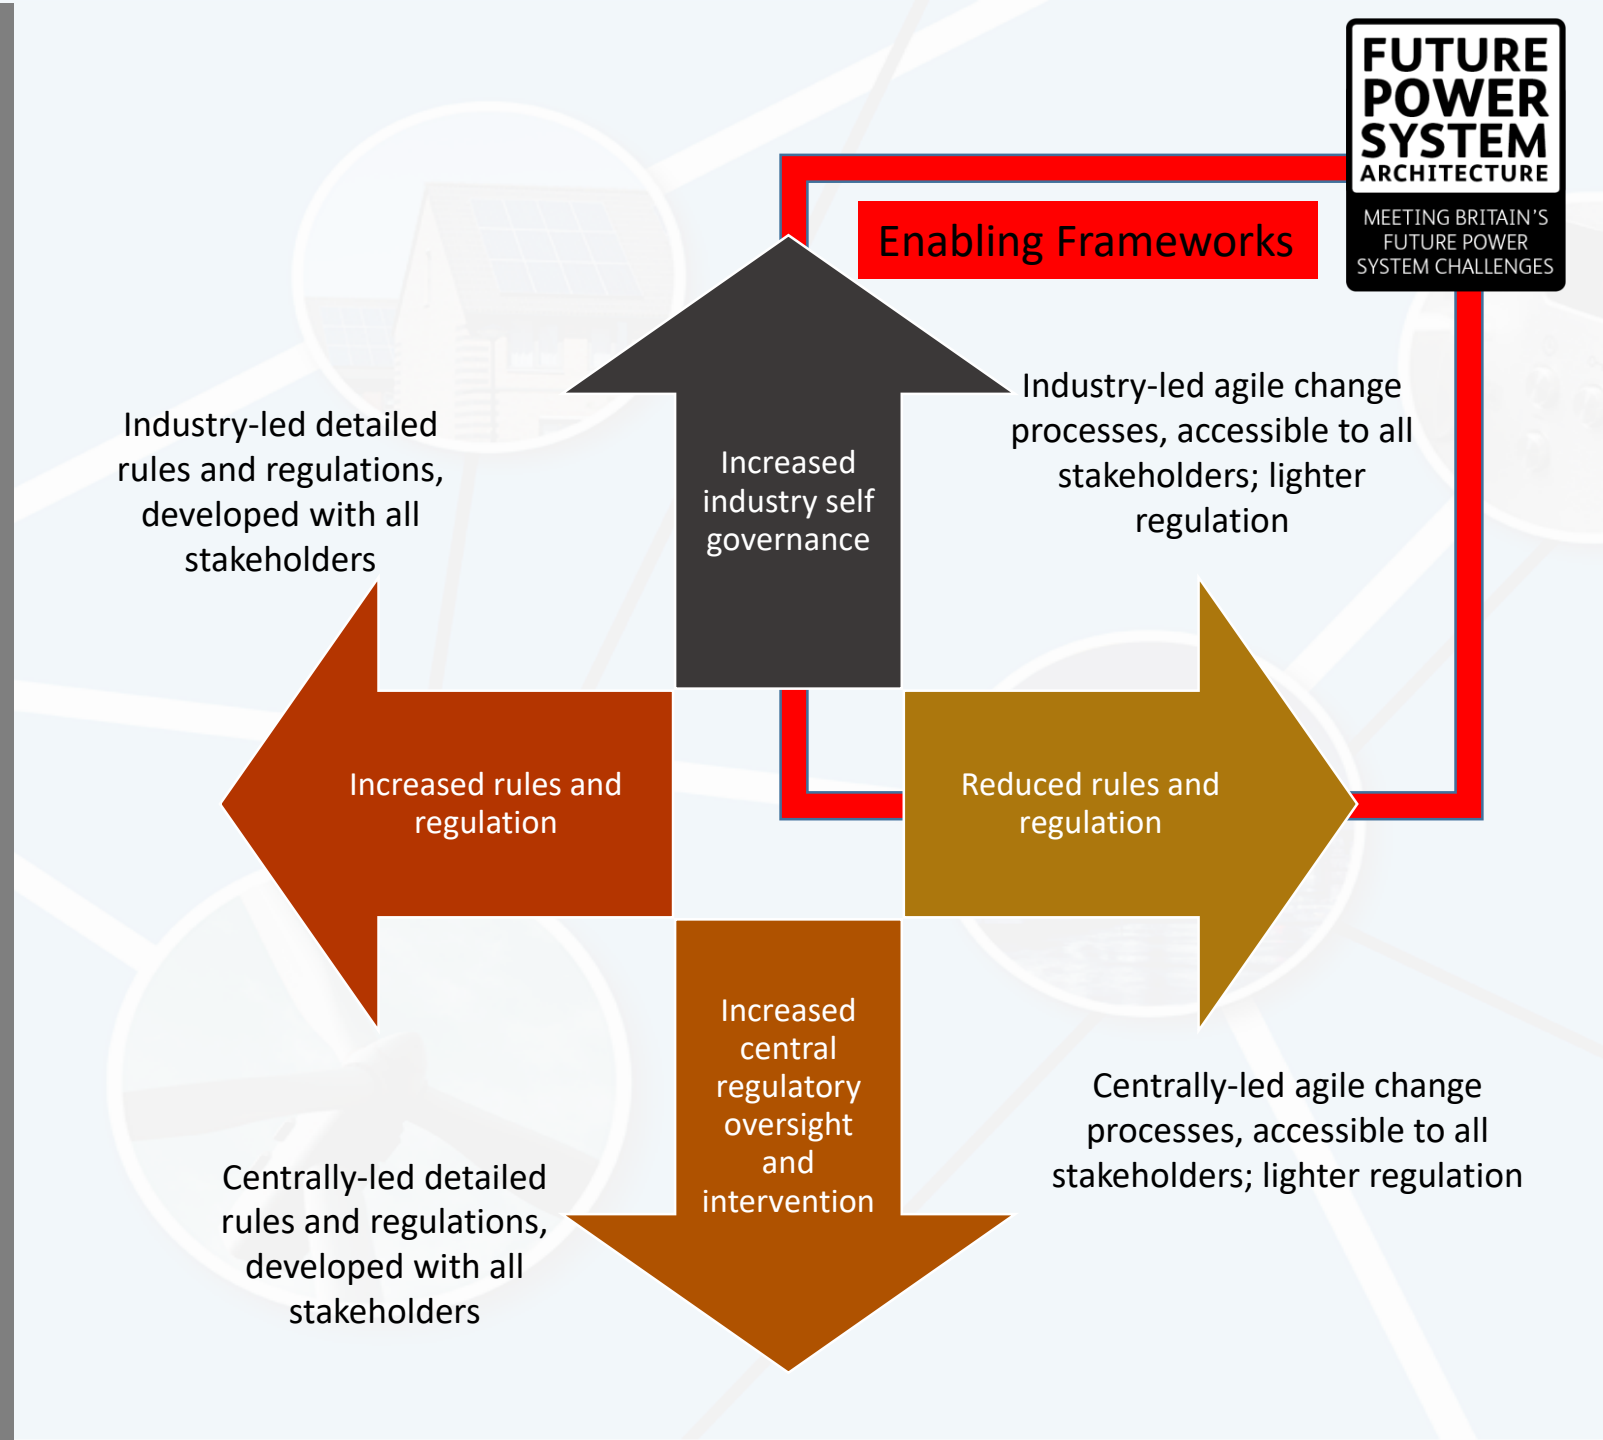 FUTURE
POWER
SYSTEM
ARCHITECTURE
MEETING BRITAIN'S
FUTURE POWER
SYSTEM CHALLENGES
Enabling Frameworks
Industry-led detailed
rules and regulations,
developed with all
stakeholders
Increased
industry self
governance
Industry-led agile change
processes, accessible to all
stakeholders; lighter
regulation
Increased rules and
regulation
Reduced rules and
regulation
Increased
central
regulatory
oversight
and
intervention
Centrally-led detailed
rules and regulations,
developed with all
stakeholders
Centrally-led agile change
processes, accessible to all
stakeholders; lighter regulation